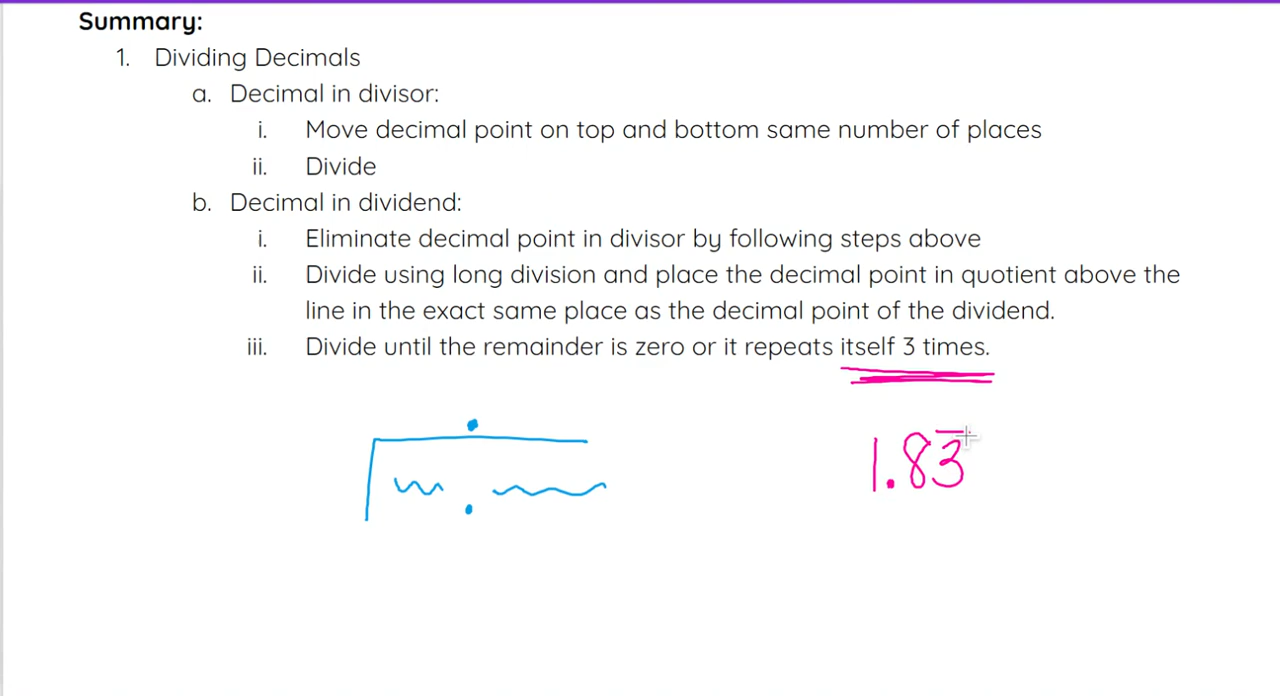 Summary:
1. Dividing Decimals
a. Decimal in divisor:
i. Move decimal point on top and bottom same number of places
ii. Divide
b. Decimal in dividend:
i. Eliminate decimal point in divisor by following steps above
ii. Divide using long division and place the decimal point in quotient above the
line in the exact same place as the decimal point of the dividend.
iii. Divide until the remainder is zero or it repeats itself 3 times.
1.83̅